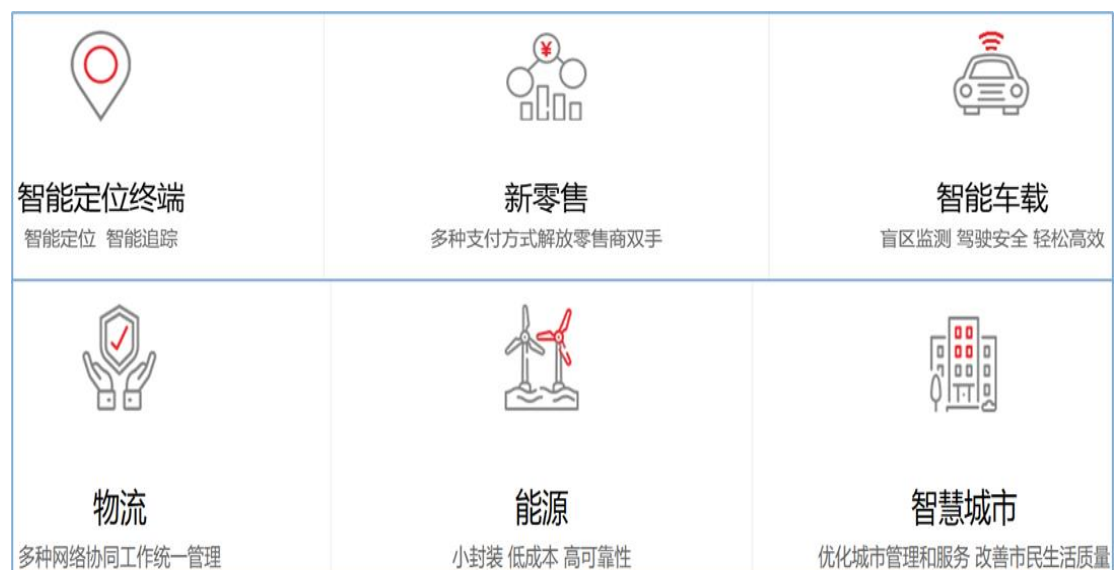 ¥
智能定位终端
智能定位 智能追踪
新零售
多种支付方式解放零售商双手
智能车载
盲区监测 驾驶安全 轻松高效
物流
多种网络协同工作统一管理
能源
小封装 低成本 高可靠性
智慧城市
优化城市管理和服务 改善市民生活质量